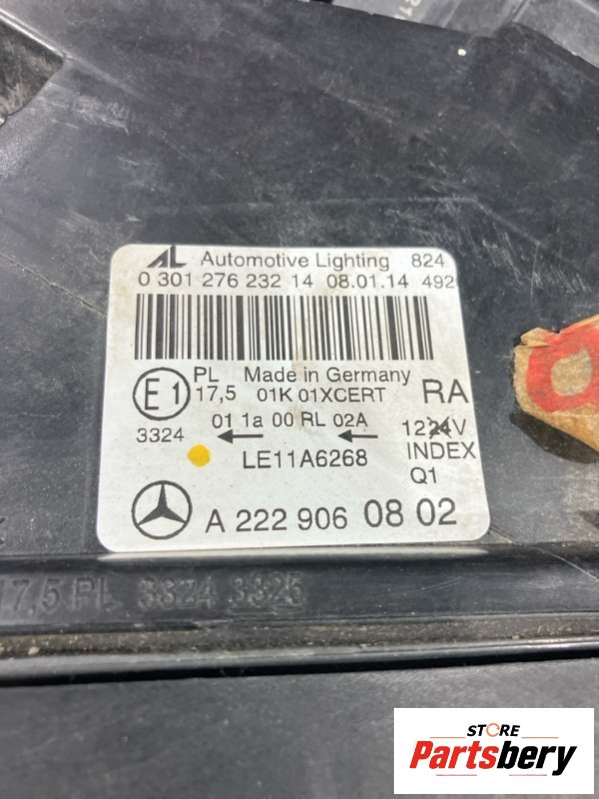 AL Automotive Lighting 824
0 301 276 232 14 08.01.14 492
E1 PL 17,5 Made in Germany
01K 01XCERT RA
01 1a 00 RL 02A
3324 1224V
LE11A6268 INDEX
Q1
A 222 906 08 02
17,5 PL 3324 3325
STORE
Partsbery